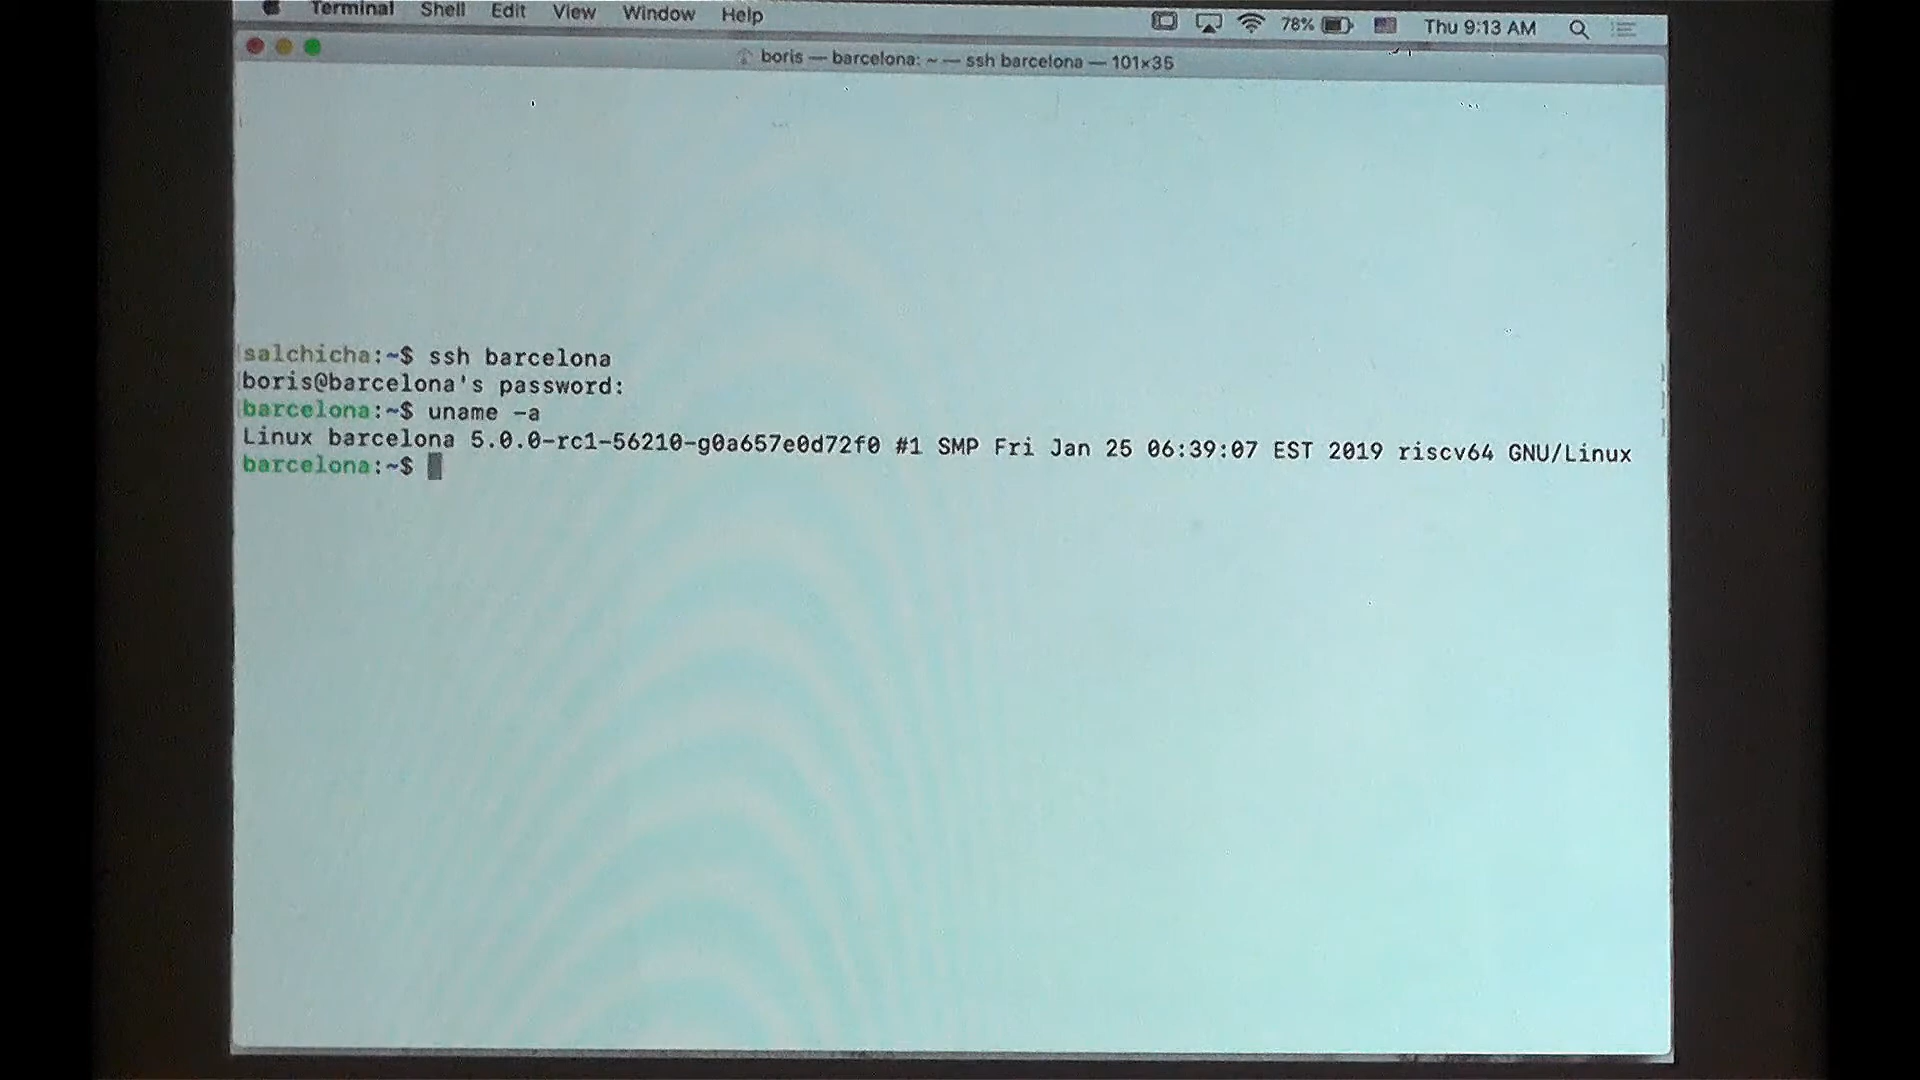 Terminal Shell Edit View Window Help 78% Thu 9:13 AM
boris — barcelona: ~ — ssh barcelona — 101×35
salchicha:~$ ssh barcelona
boris@barcelona's password:
barcelona:~$ uname -a
Linux barcelona 5.0.0-rc1-56210-g0a657e0d72f0 #1 SMP Fri Jan 25 06:39:07 EST 2019 riscv64 GNU/Linux
barcelona:~$